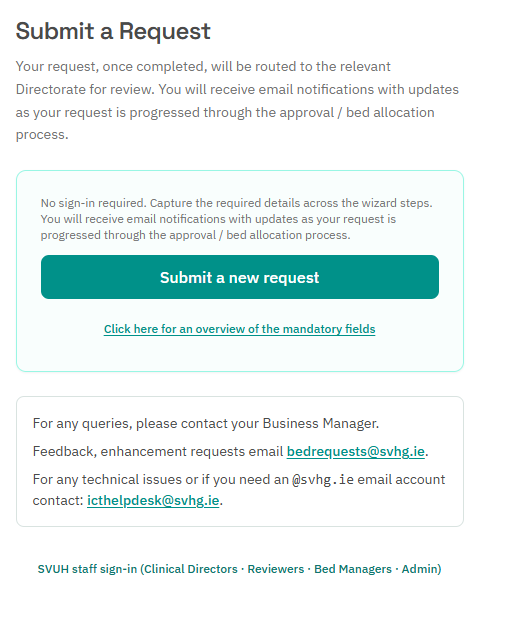 Submit a Request
Your request, once completed, will be routed to the relevant
Directorate for review. You will receive email notifications with updates
as your request is progressed through the approval / bed allocation
process.
No sign-in required. Capture the required details across the wizard steps.
You will receive email notifications with updates as your request is
progressed through the approval / bed allocation process.
Submit a new request
Click here for an overview of the mandatory fields
For any queries, please contact your Business Manager.
Feedback, enhancement requests email bedrequests@svhg.ie.
For any technical issues or if you need an @svhg.ie email account
contact: icthelpdesk@svhg.ie.
SVUH staff sign-in (Clinical Directors · Reviewers · Bed Managers · Admin)